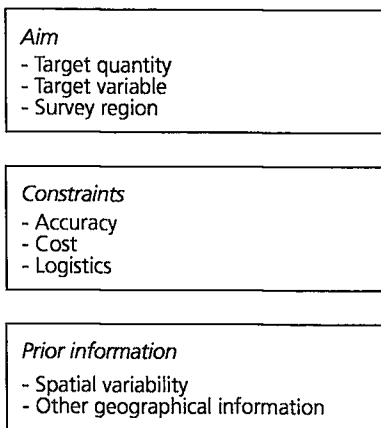 Aim
- Target quantity
- Target variable
- Survey region
Constraints
- Accuracy
- Cost
- Logistics
Prior information
- Spatial variability
- Other geographical information